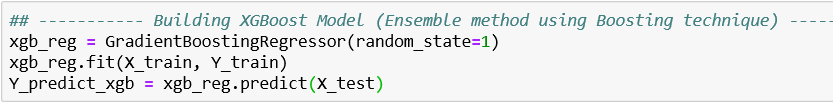 ## ----------- Building XGBoost Model (Ensemble method using Boosting technique) -----
xgb_reg = GradientBoostingRegressor(random_state=1)
xgb_reg.fit(X_train, Y_train)
Y_predict_xgb = xgb_reg.predict(X_test)